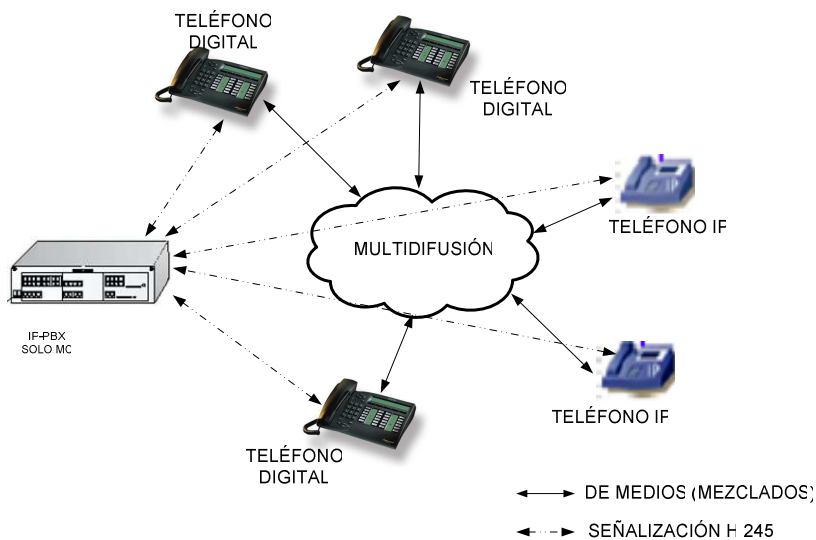 TELÉFONO
DIGITAL
TELÉFONO
DIGITAL
TELÉFONO IP
MULTIDIFUSIÓN
IP-PBX
SOLO MC
TELÉFONO IP
TELÉFONO
DIGITAL
DE MEDIOS (MEZCLADOS)
SEÑALIZACIÓN H 245